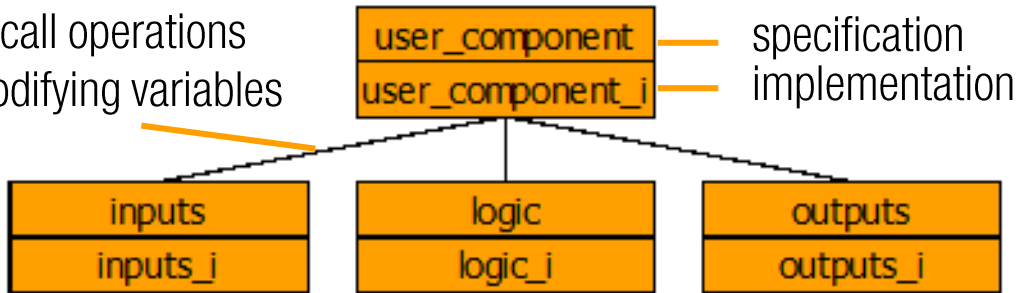 call operations
odifying variables
user_component
user_component_i
specification
implementation
inputs
inputs_i
logic
logic_i
outputs
outputs_i